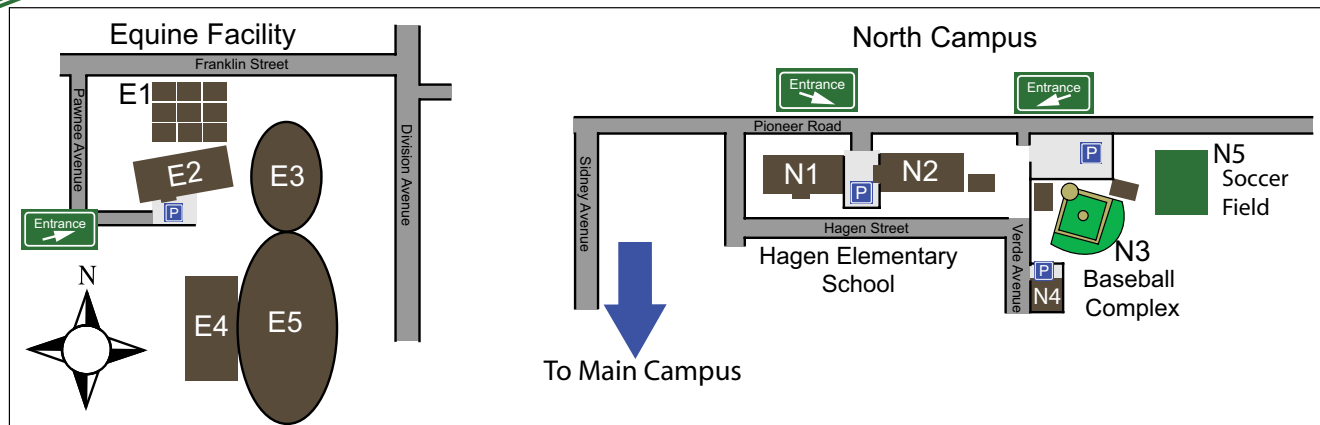 Equine Facility
Franklin Street
E1
Pawnee Avenue
E2
P
E3
Division Avenue
Entrance
N
E4
E5
North Campus
Entrance
Entrance
Pioneer Road
Sidney Avenue
N1
P
N2
P
N5
Soccer
Field
Hagen Street
Hagen Elementary
School
Verde Avenue
N3
Baseball
Complex
P
N4
To Main Campus